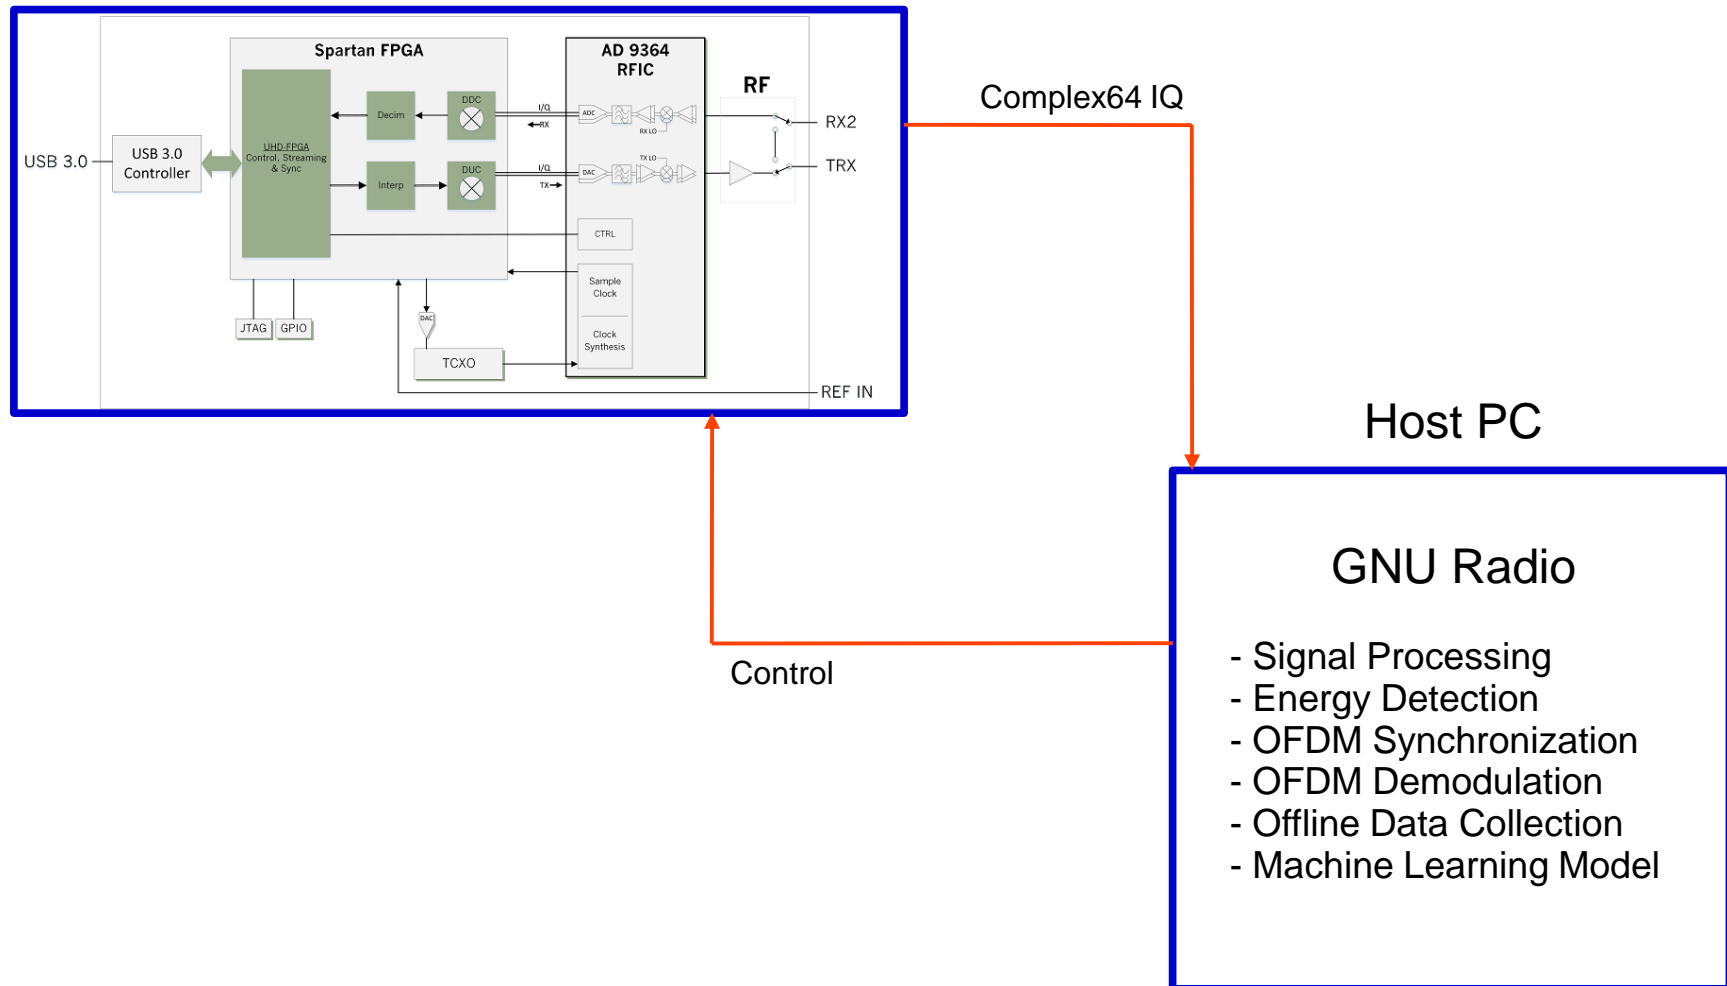 Spartan FPGA
AD 9364
RFIC
RF
Complex64 IQ
DDC
Decim
I/Q
RX
ADC
RX LO
RX2
USB 3.0
USB 3.0
Controller
UHD-FPGA
Control, Streaming
& Sync
TX LO
I/Q
DUC
Interp
TX
DAC
TRX
CTRL
Sample
Clock
Clock
Synthesis
JTAG
GPIO
DAC
TCXO
REF IN
Host PC
GNU Radio
- Signal Processing
- Energy Detection
- OFDM Synchronization
- OFDM Demodulation
- Offline Data Collection
- Machine Learning Model
Control